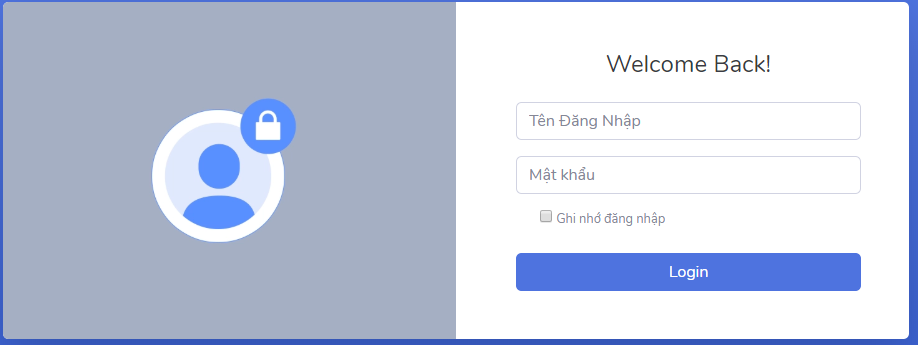 Welcome Back!
Tên Đăng Nhập
Mật khẩu
Ghi nhớ đăng nhập
Login